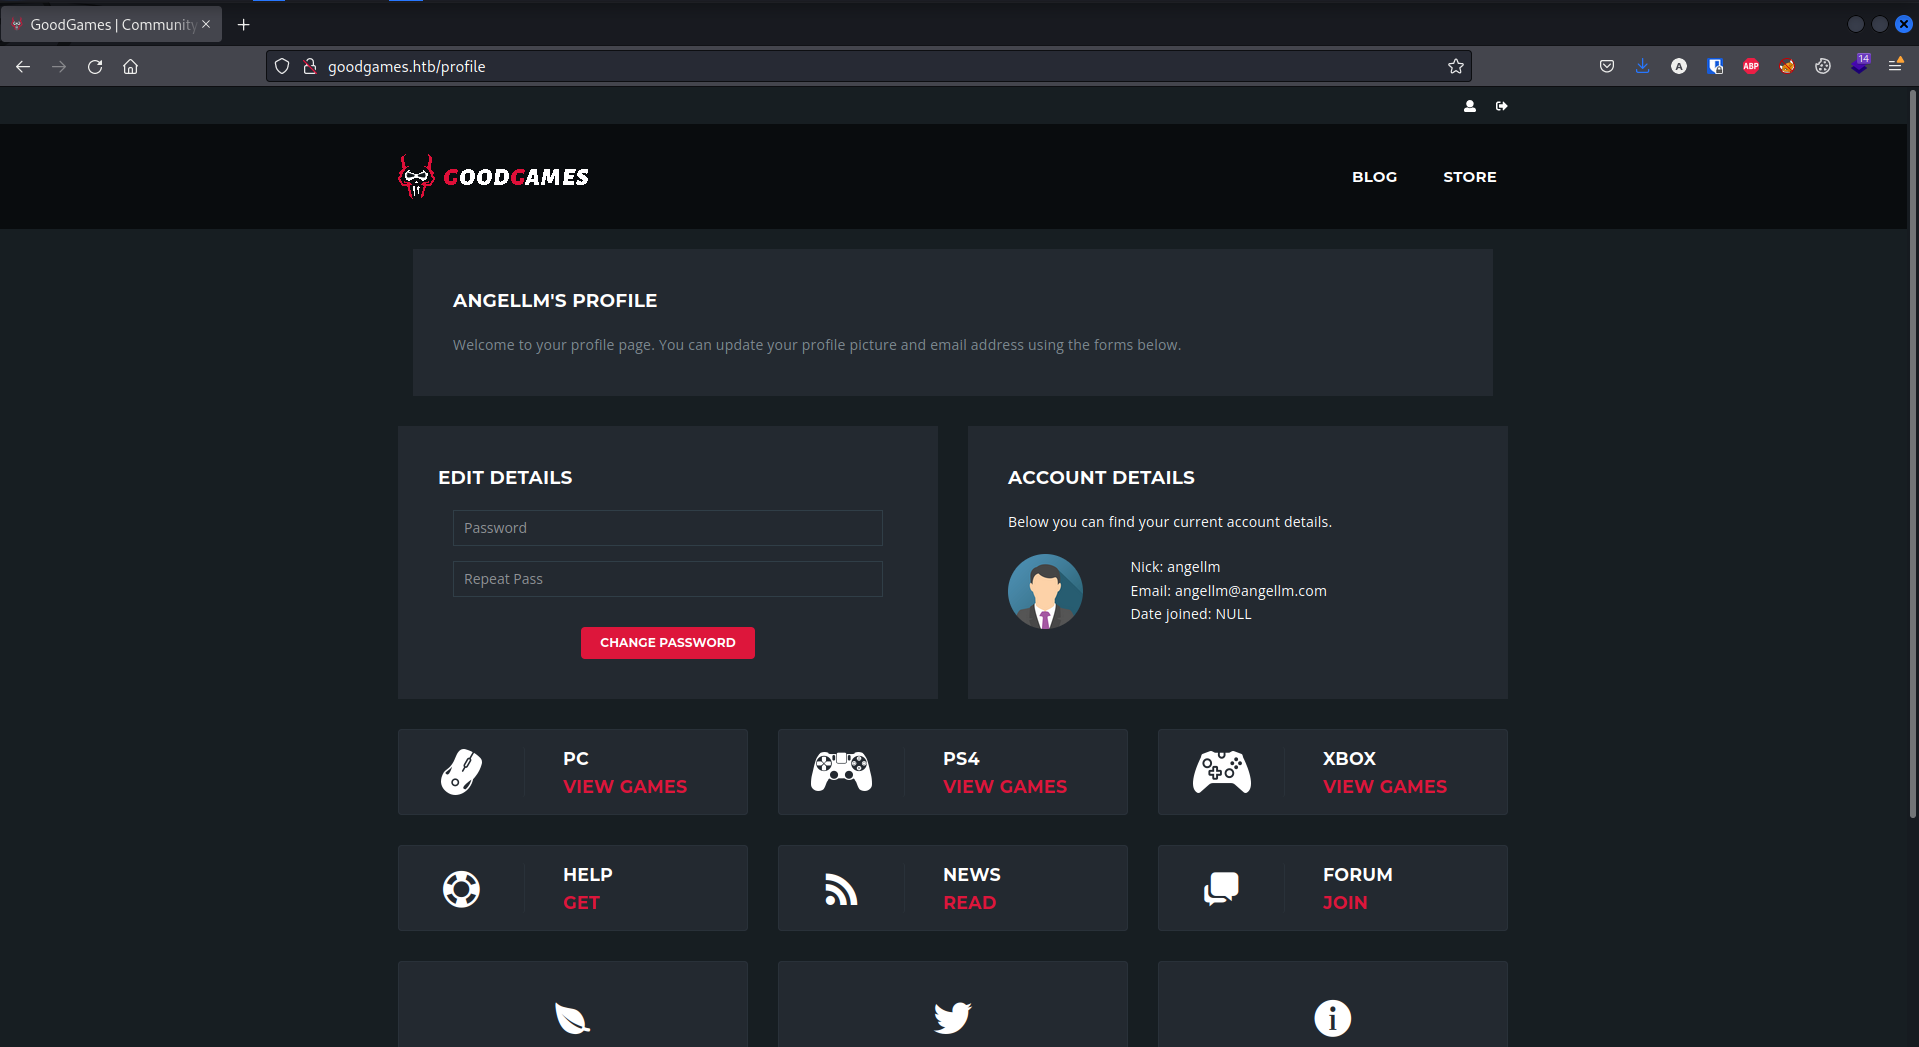 GoodGames | Community
goodgames.htb/profile
A
ABP
14
GOODGAMES
BLOG
STORE
ANGELLM'S PROFILE
Welcome to your profile page. You can update your profile picture and email address using the forms below.
EDIT DETAILS
Password
Repeat Pass
CHANGE PASSWORD
ACCOUNT DETAILS
Below you can find your current account details.
Nick: angellm
Email: angellm@angellm.com
Date joined: NULL
PC
VIEW GAMES
PS4
VIEW GAMES
XBOX
VIEW GAMES
HELP
GET
NEWS
READ
FORUM
JOIN